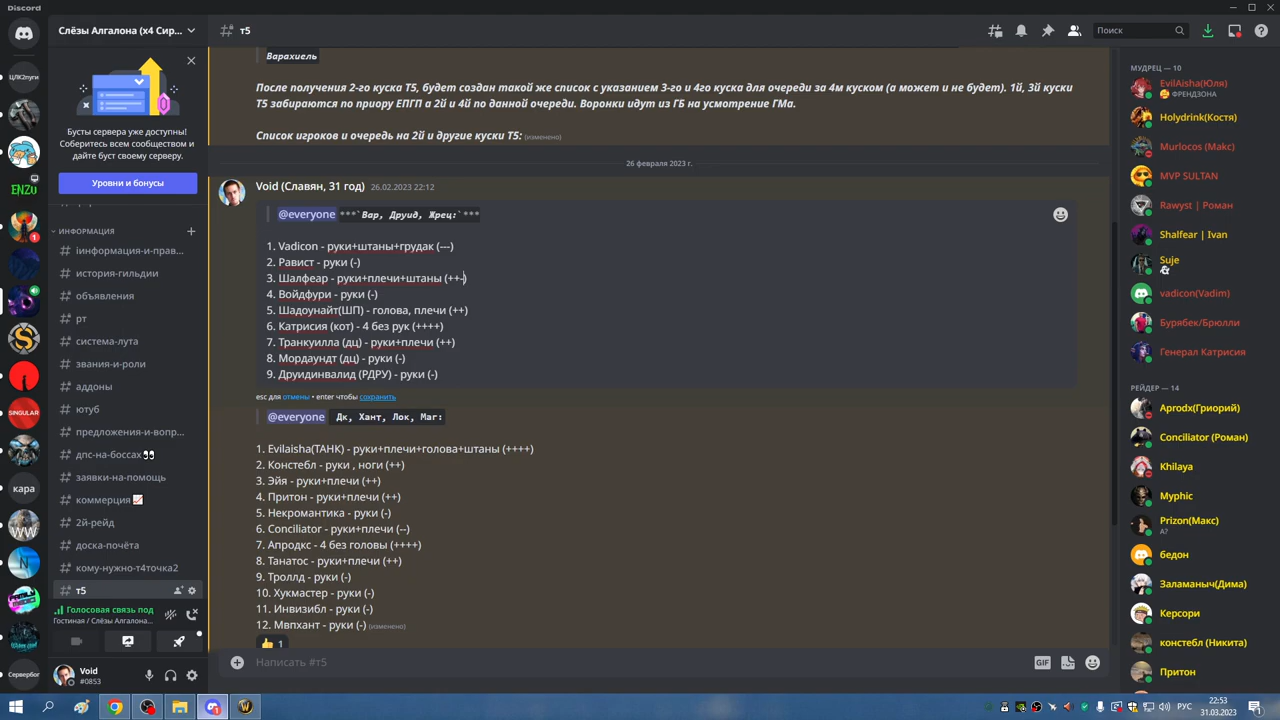 Discord
Слёзы Алгалона (x4 Сир...
т5
Поиск
ЦЛК2пуги
ENZU
1
SINGULAR
кара
WW
Сервербог
Бусты сервера уже доступны!
Соберитесь всем сообществом и
дайте буст своему серверу.
Уровни и бонусы
ИНФОРМАЦИЯ
іинформация-и-прав...
история-гильдии
объявления
рт
система-лута
звания-и-роли
аддоны
ютуб
предложения-и-вопр...
дпс-на-боссах👀
заявки-на-помощь
коммерция📈
2й-рейд
доска-почёта
кому-нужно-т4точка2
т5
Голосовая связь под
Гостиная / Слёзы Алгалона...
Void
#0853
Варахиель
После получения 2-го куска Т5, будет создан такой же список с указанием 3-го и 4го куска для очереди за 4м куском (а может и не будет). 1й, 3й куски
Т5 забираются по приору ЕПГП а 2й и 4й по данной очереди. Воронки идут из ГБ на усмотрение ГМа.
Список игроков и очередь на 2й и другие куски Т5: (изменено)
26 февраля 2023 г.
Void (Славян, 31 год) 26.02.2023 22:12
@everyone ***`Вар, Друид, Жрец:`***
1. Vadicon - руки+штаны+грудак (---)
2. Равист - руки (-)
3. Шалфеар - руки+плечи+штаны (++-)
4. Войдфури - руки (-)
5. Шадоунайт(ШП) - голова, плечи (++)
6. Катрисия (кот) - 4 без рук (++++)
7. Транкуилла (дц) - руки+плечи (++)
8. Мордаундт (дц) - руки (-)
9. Друидинвалид (РДРУ) - руки (-)
esc для отмены • enter чтобы сохранить
@everyone Дк, Хант, Лок, Маг:
1. Evilaisha(ТАНК) - руки+плечи+голова+штаны (++++)
2. Констебл - руки , ноги (++)
3. Эйя - руки+плечи (++)
4. Притон - руки+плечи (++)
5. Некромантика - руки (-)
6. Conciliator - руки+плечи (--)
7. Апродкс - 4 без головы (++++)
8. Танатос - руки+плечи (++)
9. Троллд - руки (-)
10. Хукмастер - руки (-)
11. Инвизибл - руки (-)
12. Мвпхант - руки (-) (изменено)
👍 1
Написать #т5
GIF
МУДРЕЦ — 10
EvilAisha(Юля)
ФРЕНДЗОНА
Holydrink(Костя)
Murlocos (Макс)
MVP SULTAN
Rawyst | Роман
Shalfear | Ivan
Suje
vadicon(Vadim)
Бурябек/Брюлли
Генерал Катрисия
РЕЙДЕР — 14
Aprodx(Гриорий)
Conciliator (Роман)
Khilaya
Myphic
Prizon(Макс)
А?
бедон
Заламаныч(Дима)
Керсори
констебл (Никита)
Притон
РУС
22:53
31.03.2023